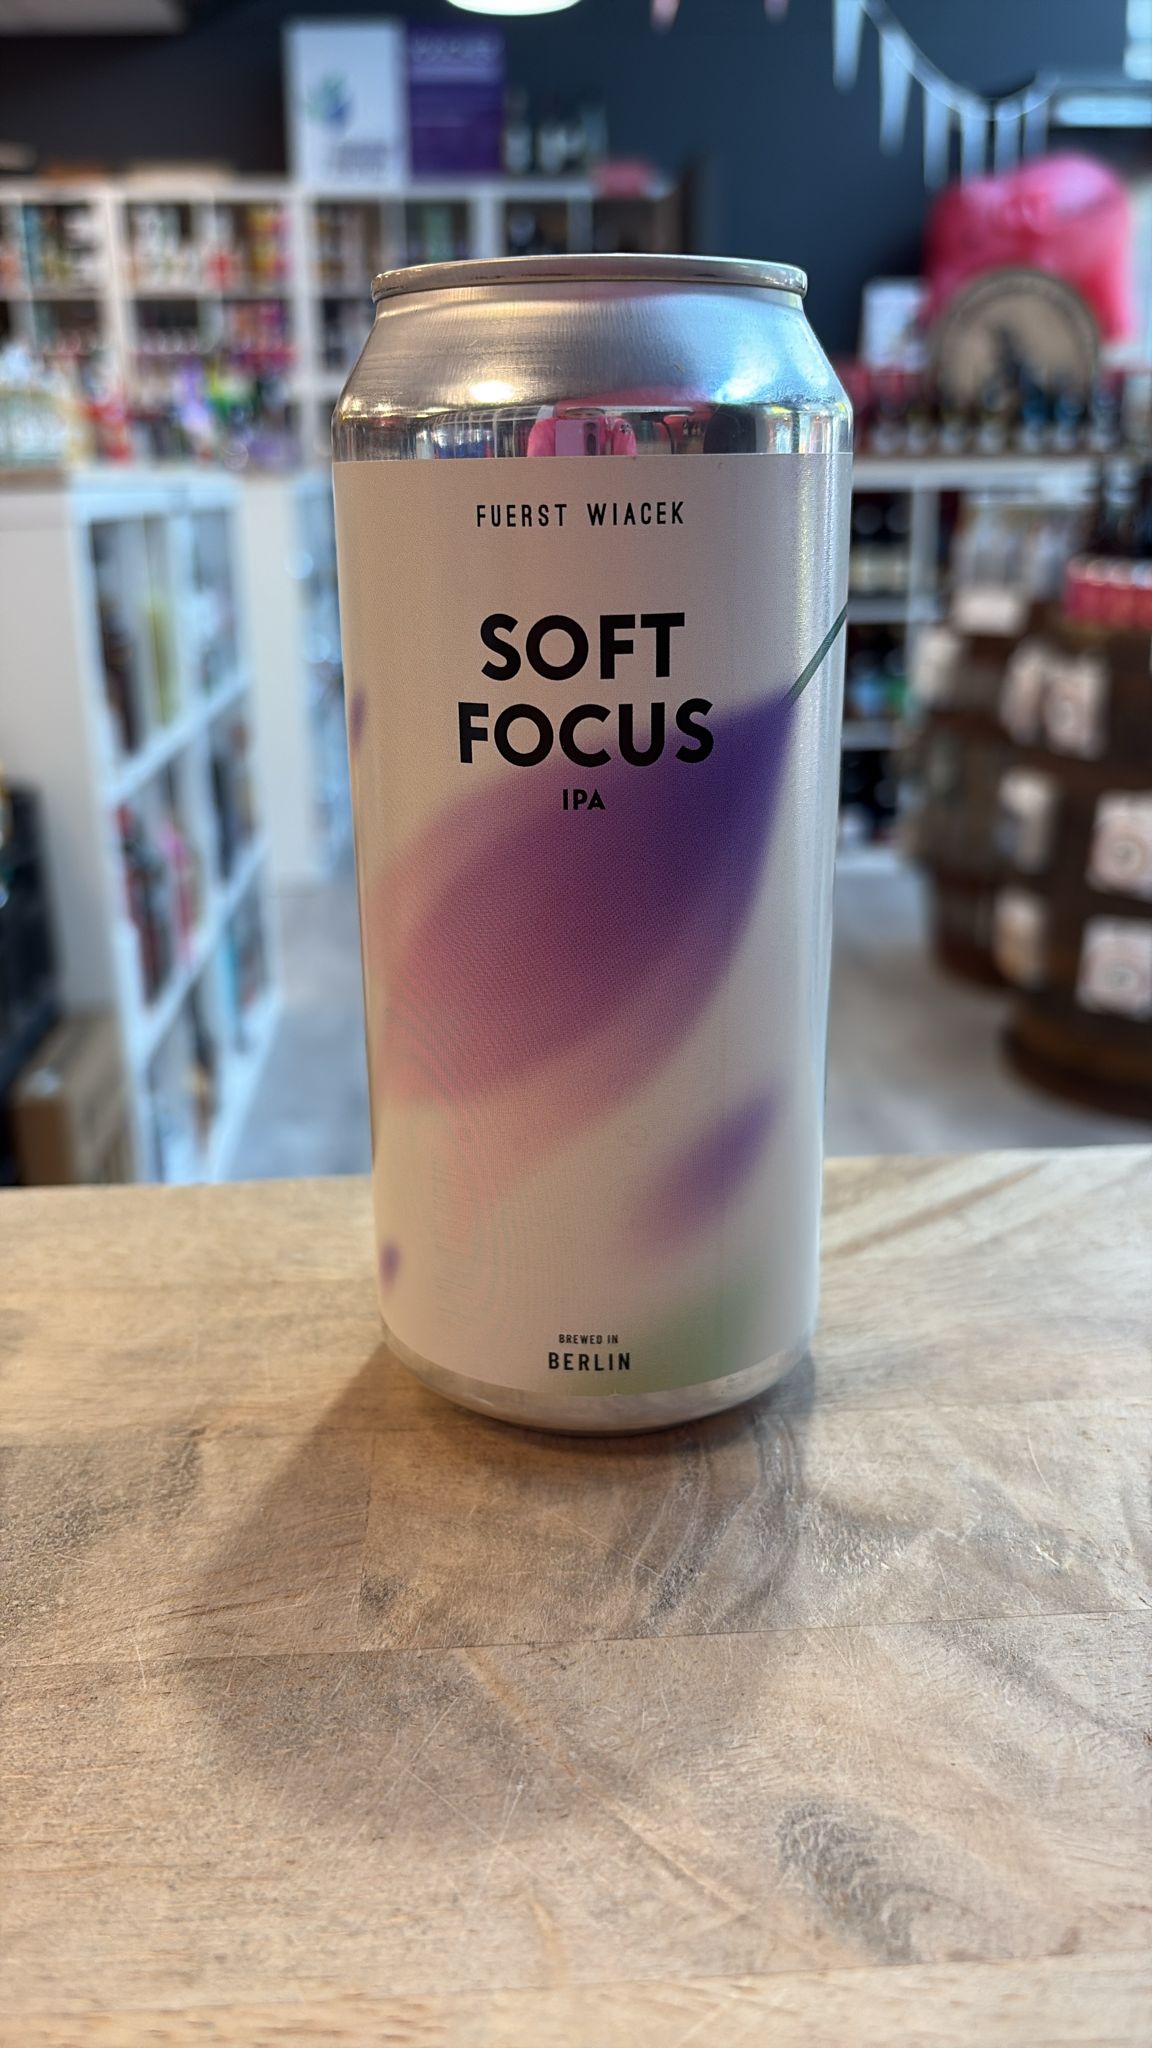 FUERST WIACEK
SOFT
FOCUS
IPA
BREWED IN
BERLIN